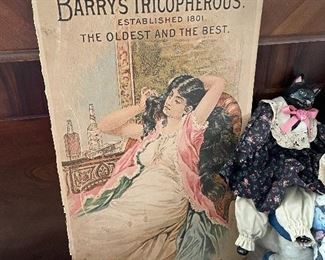 BARRY'S TRICOPHEROUS.
ESTABLISHED 1801.
THE OLDEST AND THE BEST.